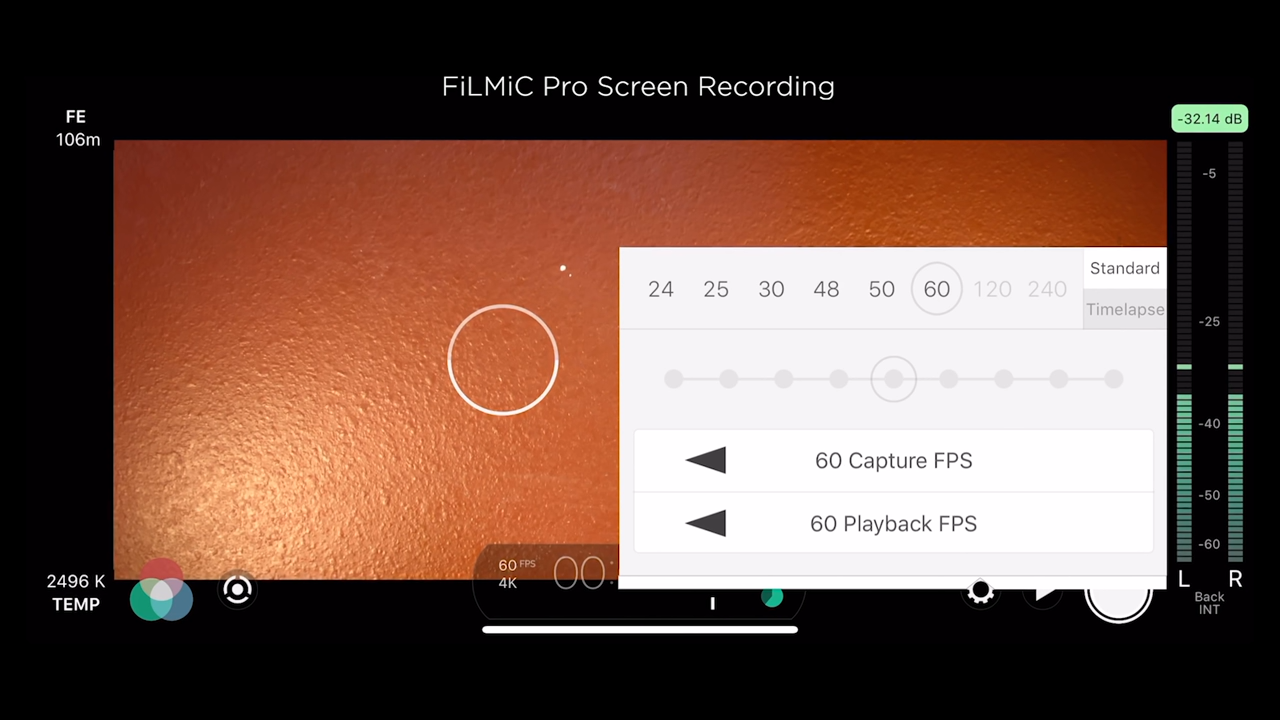 FiLMiC Pro Screen Recording
FE
106m
-32.14 dB
-5
-25
-40
-50
-60
24 25 30 48 50 60 120 240
Standard
Timelapse
60 Capture FPS
60 Playback FPS
60 FPS
4K
00:
2496 K
TEMP
L R
Back
INT